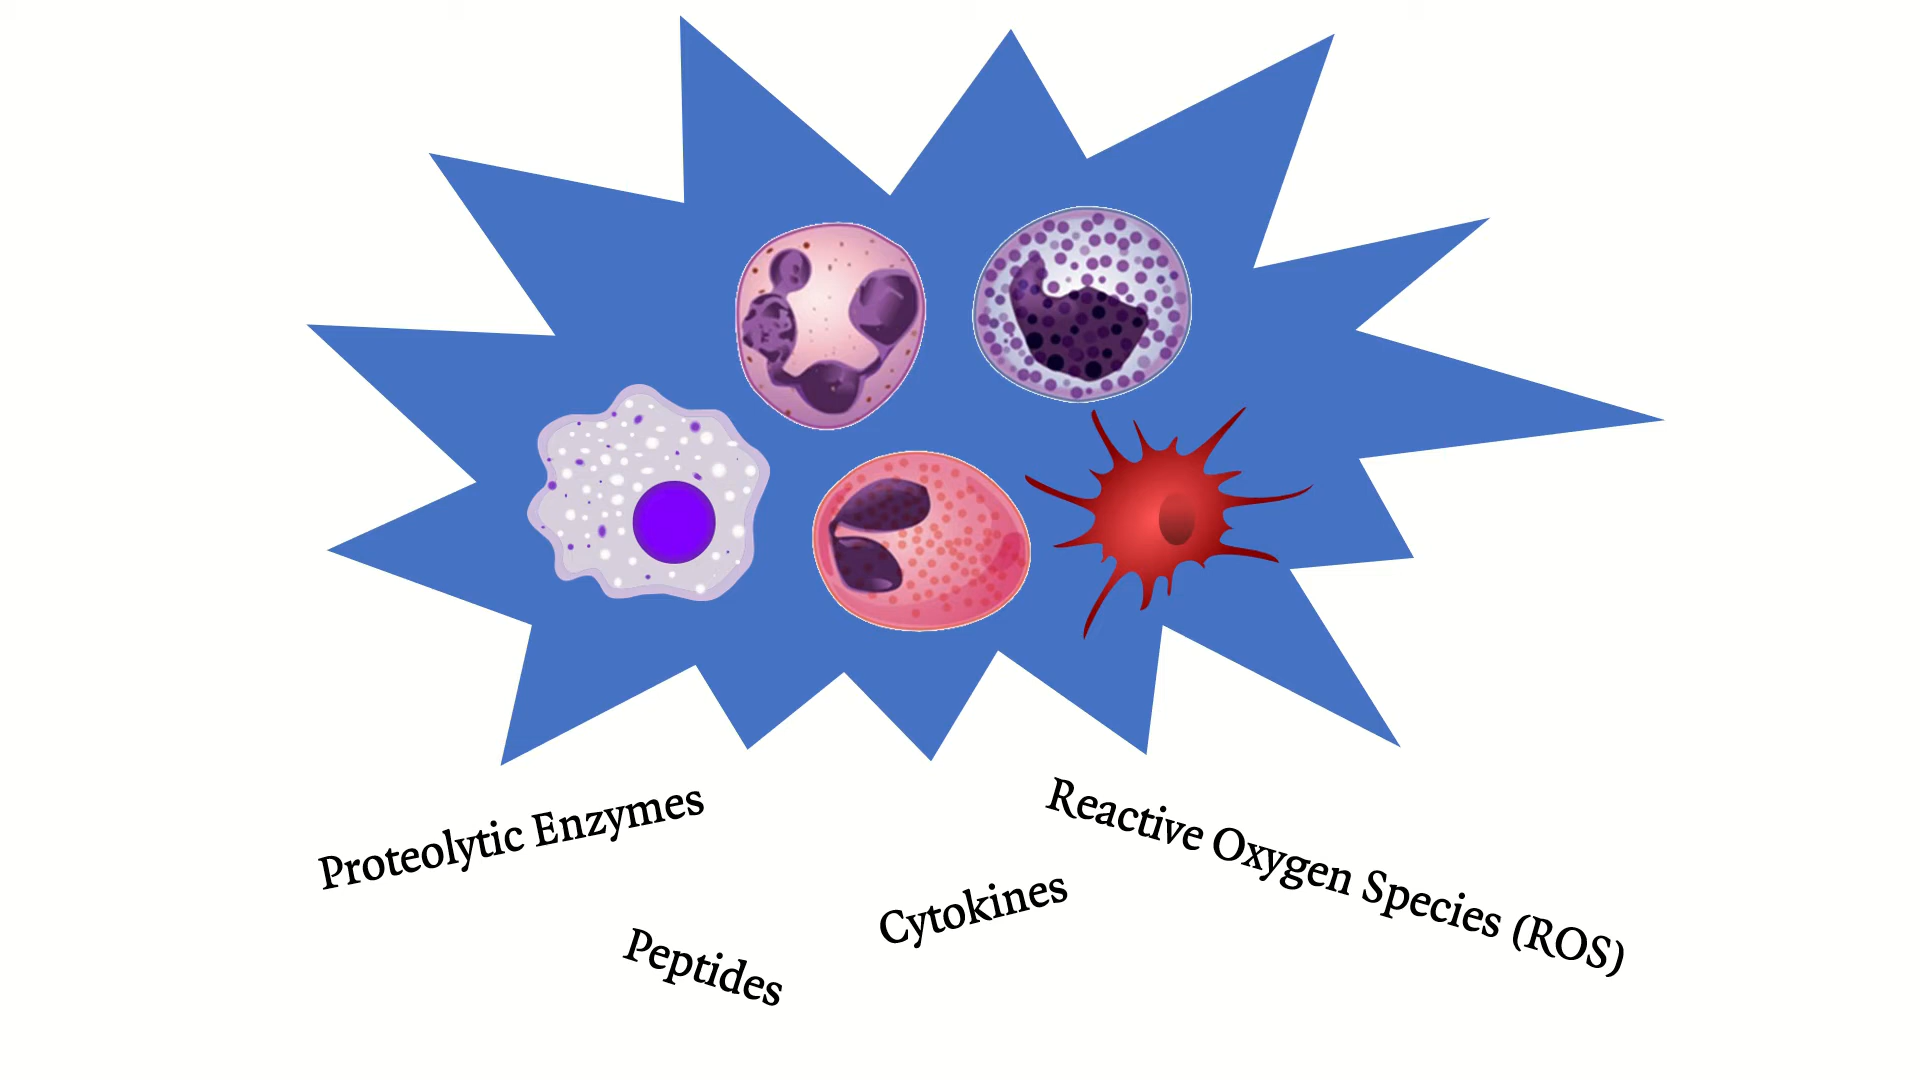 Proteolytic Enzymes
Reactive Oxygen Species (ROS)
Cytokines
Peptides